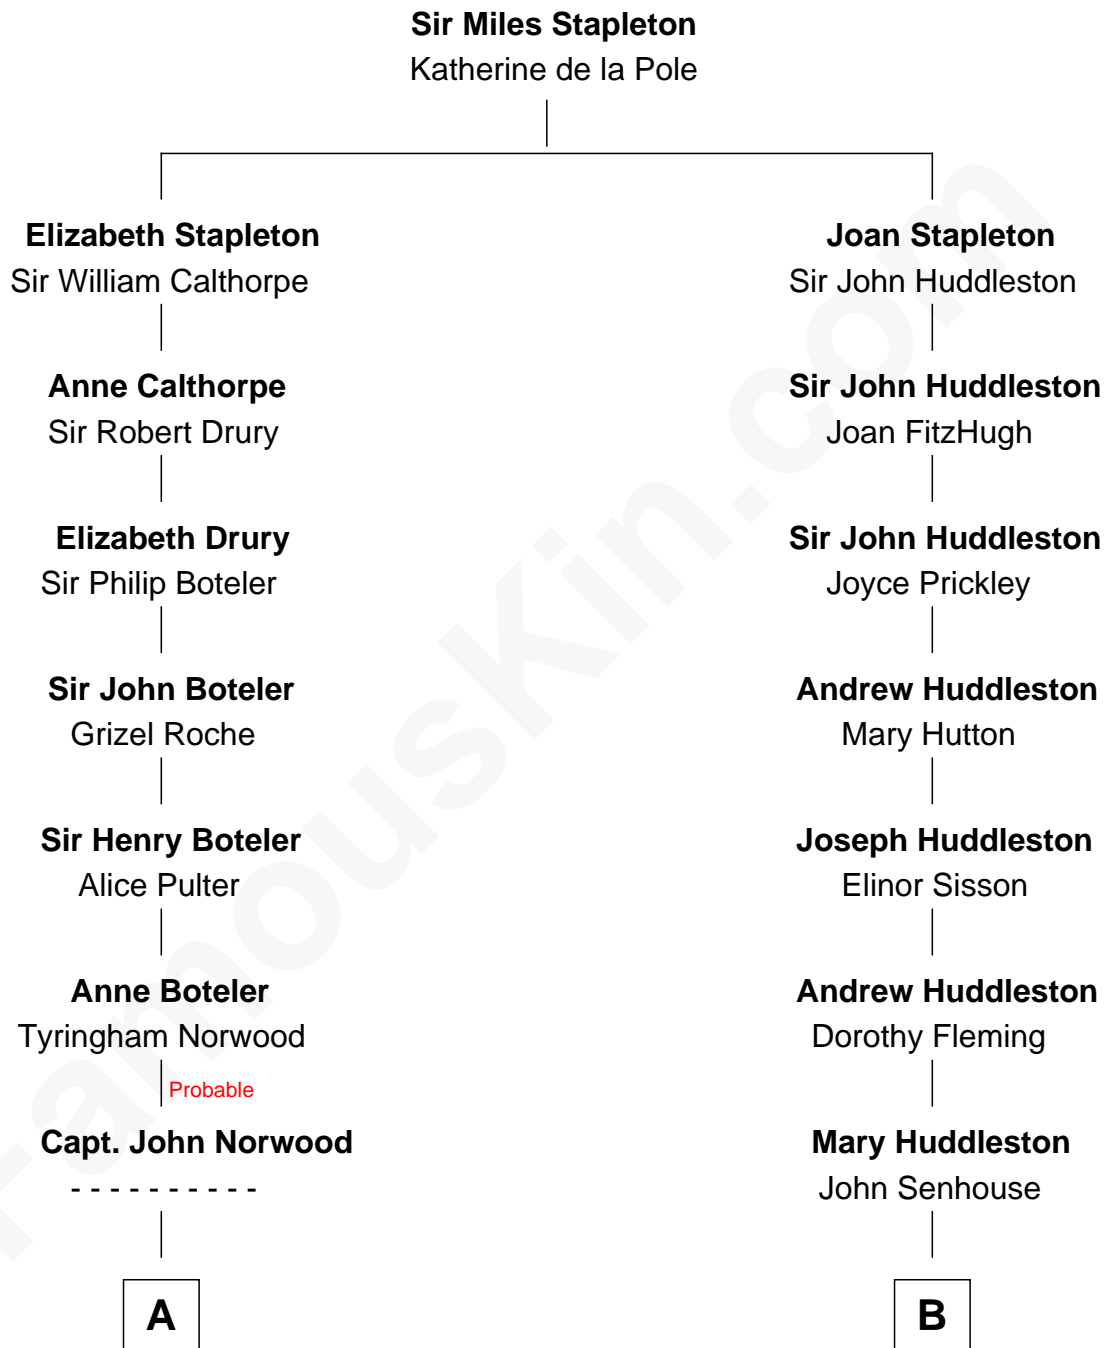 Sir Miles Stapleton
Katherine de la Pole
Elizabeth Stapleton
Sir William Calthorpe
Joan Stapleton
Sir John Huddleston
Anne Calthorpe
Sir Robert Drury
Sir John Huddleston
Joan FitzHugh
Elizabeth Drury
Sir Philip Boteler
Sir John Huddleston
Joyce Prickley
Sir John Boteler
Grizel Roche
Andrew Huddleston
Mary Hutton
Sir Henry Boteler
Alice Pulter
Joseph Huddleston
Elinor Sisson
Anne Boteler
Tyringham Norwood
Andrew Huddleston
Dorothy Fleming
Probable
Capt. John Norwood
- - - - - - - - - -
Mary Huddleston
John Senhouse
A
B
FamousKin.com